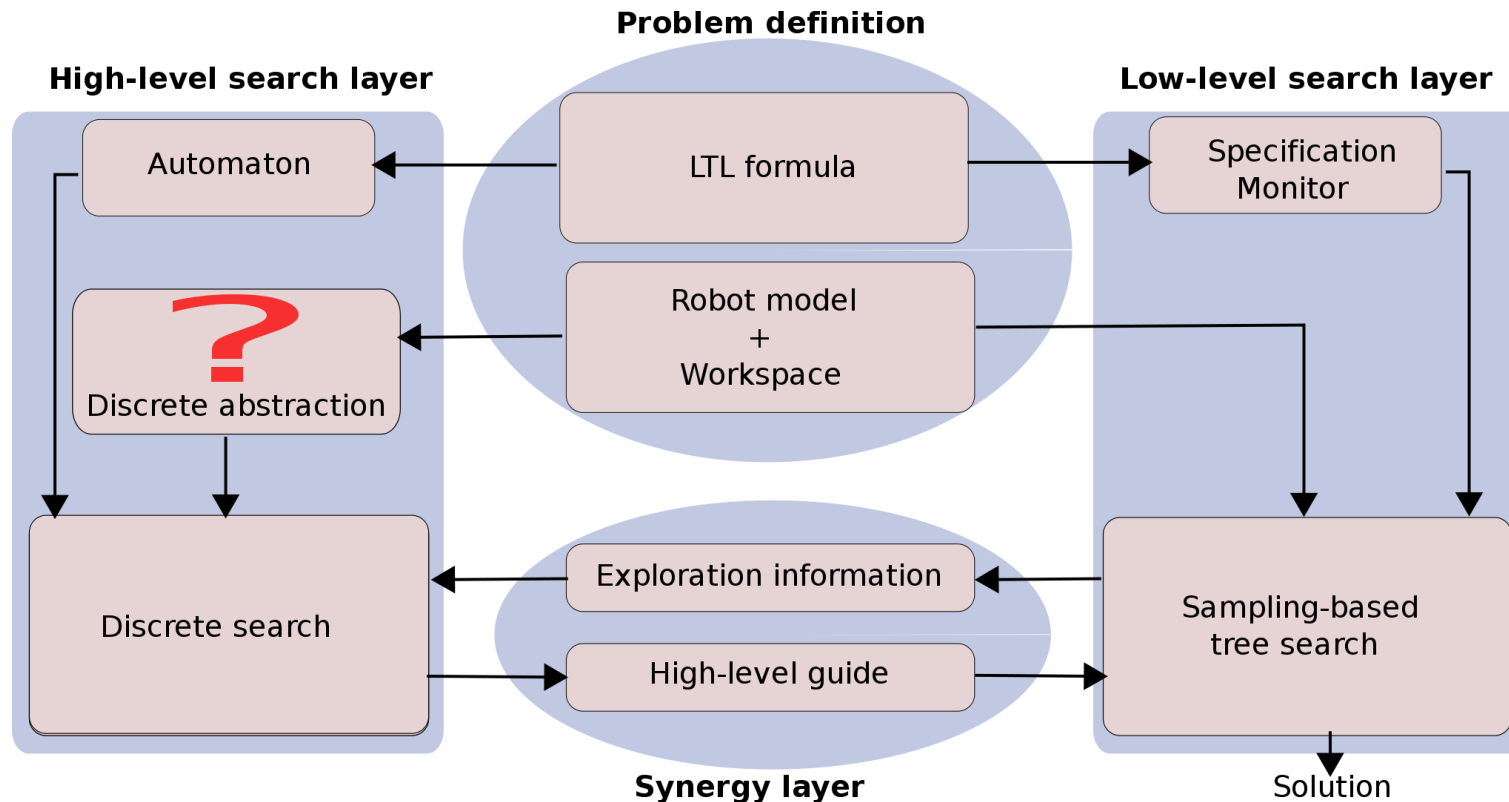 Problem definition
High-level search layer
Low-level search layer
Automaton
LTL formula
Specification
Monitor
Robot model
+
Workspace
?
Discrete abstraction
Exploration information
Discrete search
Sampling-based
tree search
High-level guide
Synergy layer
Solution